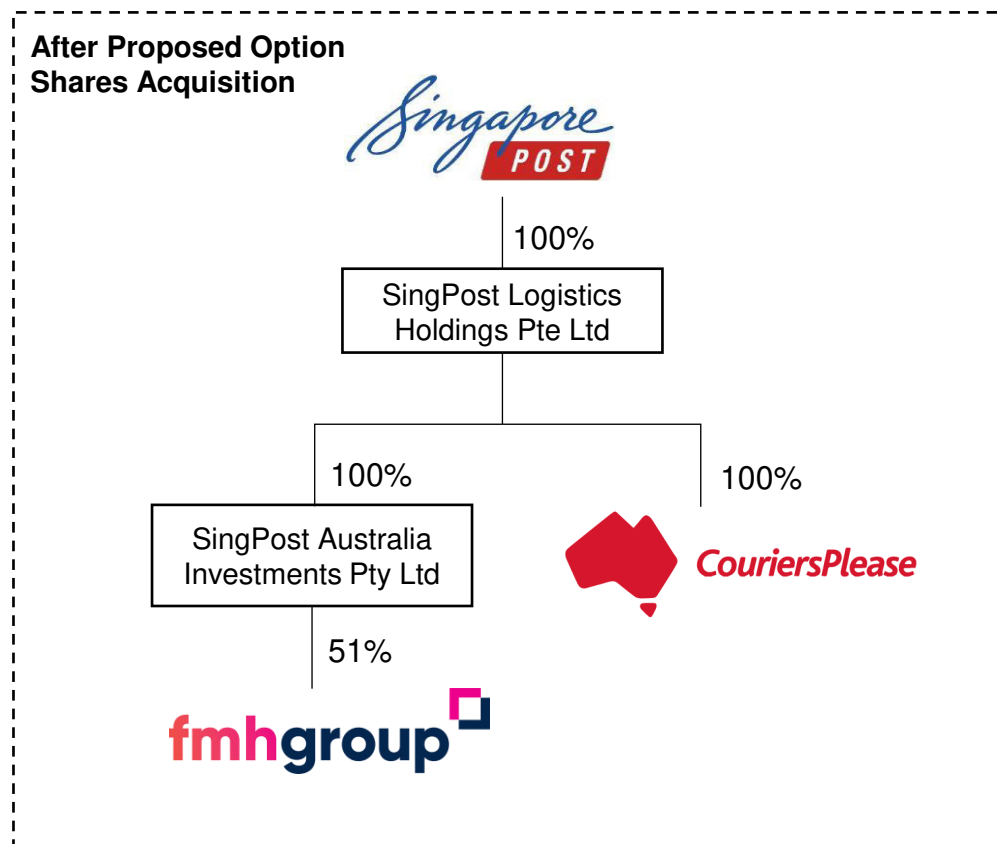 After Proposed Option
Shares Acquisition
Singapore
POST
100%
SingPost Logistics
Holdings Pte Ltd
100%
100%
SingPost Australia
Investments Pty Ltd
CouriersPlease
51%
fmhgroup